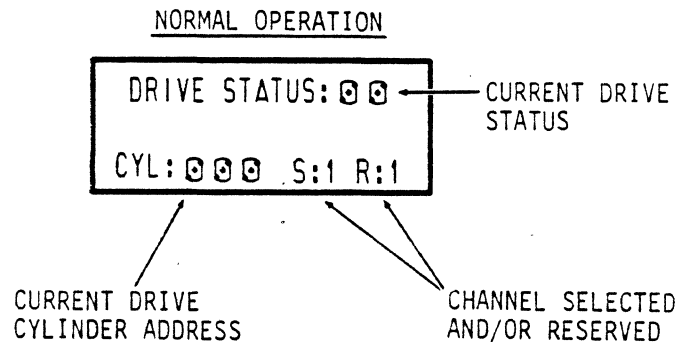 NORMAL OPERATION
DRIVE STATUS:00
CURRENT DRIVE
STATUS
CYL:000 S:1 R:1
CURRENT DRIVE
CYLINDER ADDRESS
CHANNEL SELECTED
AND/OR RESERVED